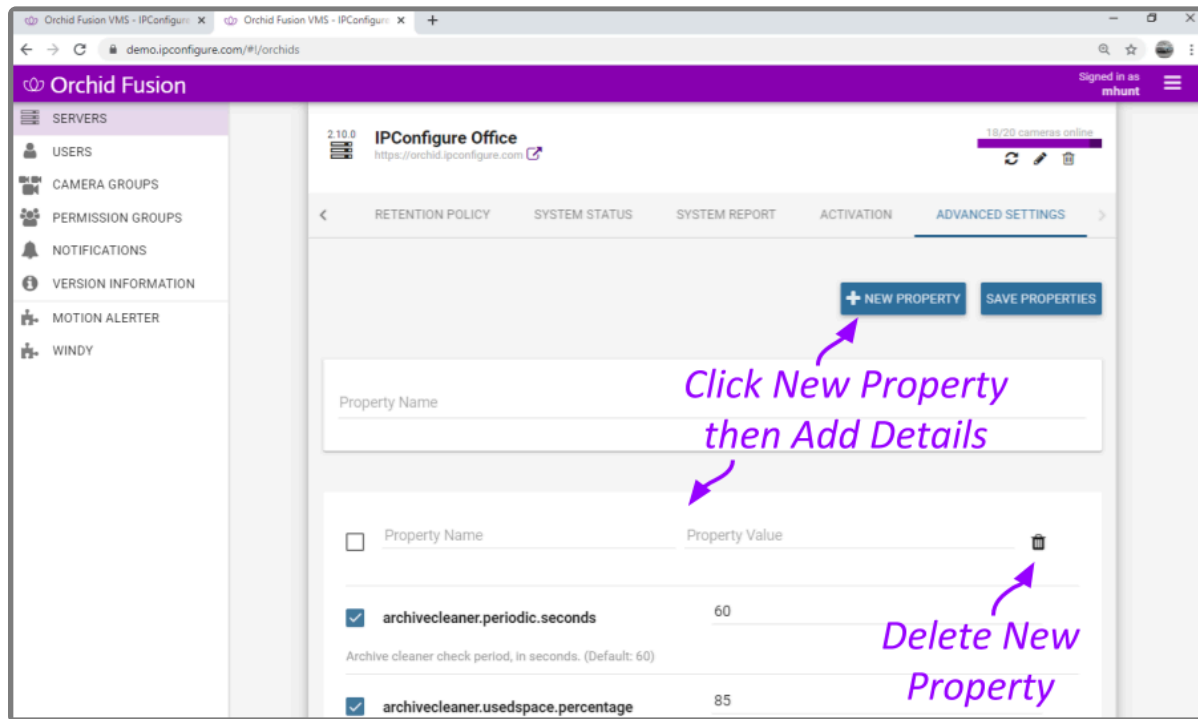 Orchid Fusion VMS - IPConfigure
Orchid Fusion VMS - IPConfigur
demo.ipconfigure.com/#!/orchids
Orchid Fusion
Signed in as
mhunt
SERVERS
USERS
CAMERA GROUPS
PERMISSION GROUPS
NOTIFICATIONS
VERSION INFORMATION
MOTION ALERTER
WINDY
2.10.0
IPConfigure Office
https://orchid.ipconfigure.com
18/20 cameras online
RETENTION POLICY
SYSTEM STATUS
SYSTEM REPORT
ACTIVATION
ADVANCED SETTINGS
NEW PROPERTY
SAVE PROPERTIES
Click New Property
then Add Details
Property Name
Property Name
Property Value
archivecleaner.periodic.seconds
60
Archive cleaner check period, in seconds. (Default: 60)
Delete New
Property
archivecleaner.usedspace.percentage
85